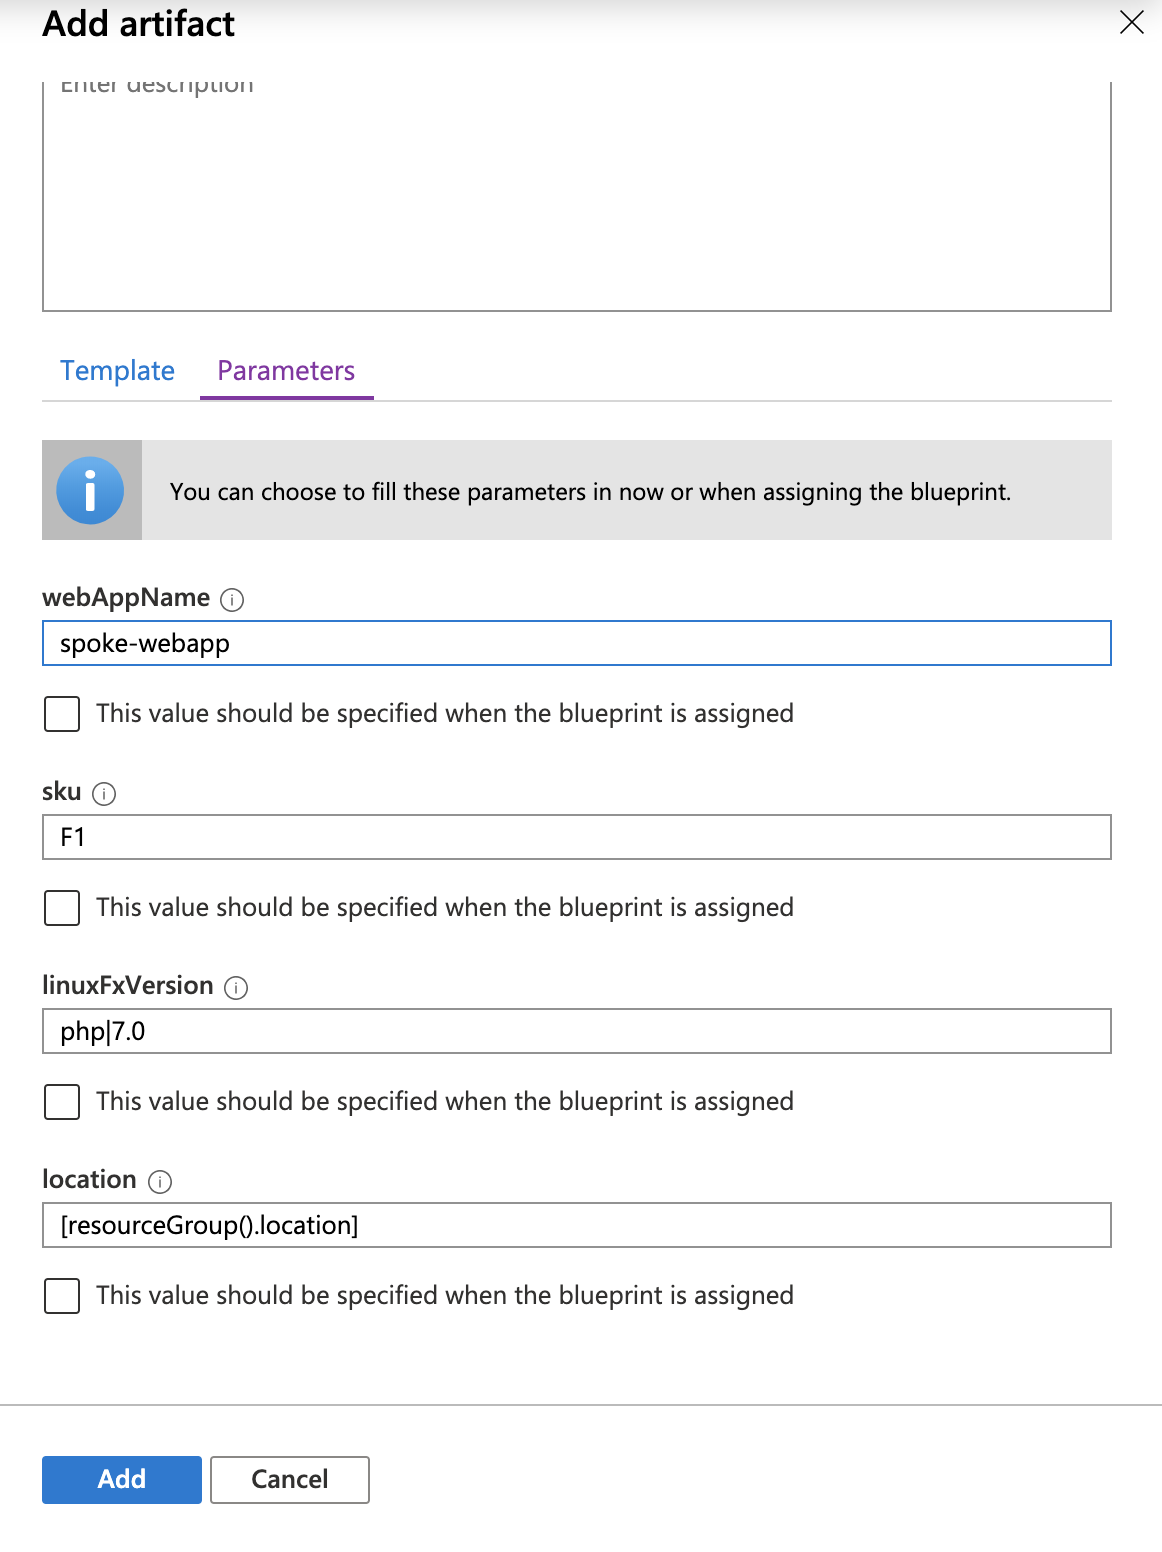 Add artifact
Enter description
Template Parameters
You can choose to fill these parameters in now or when assigning the blueprint.
webAppName
spoke-webapp
This value should be specified when the blueprint is assigned
sku
F1
This value should be specified when the blueprint is assigned
linuxFxVersion
php|7.0
This value should be specified when the blueprint is assigned
location
[resourceGroup().location]
This value should be specified when the blueprint is assigned
Add Cancel